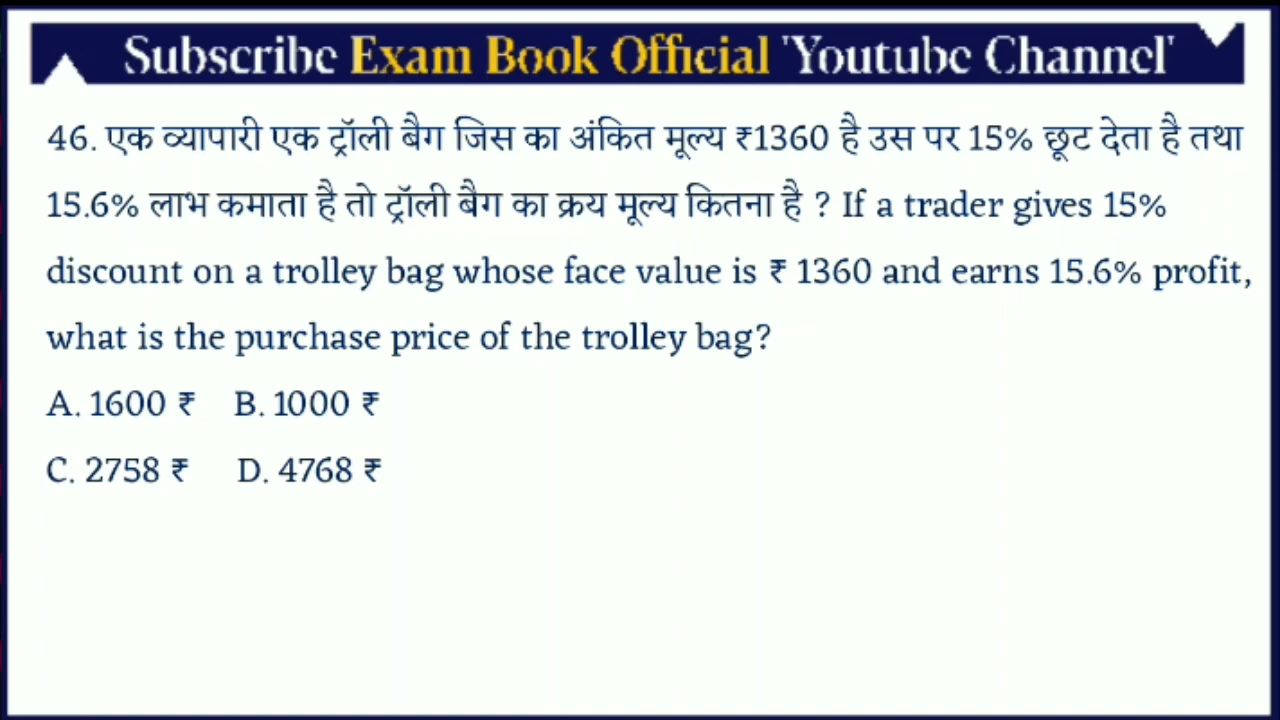 Subscribe Exam Book Official 'Youtube Channel'
46. एक व्यापारी एक ट्रॉली बैग जिस का अंकित मूल्य ₹1360 है उस पर 15% छूट देता है तथा
15.6% लाभ कमाता है तो ट्रॉली बैग का क्रय मूल्य कितना है ? If a trader gives 15%
discount on a trolley bag whose face value is ₹ 1360 and earns 15.6% profit,
what is the purchase price of the trolley bag?
A. 1600 ₹ B. 1000 ₹
C. 2758 ₹ D. 4768 ₹